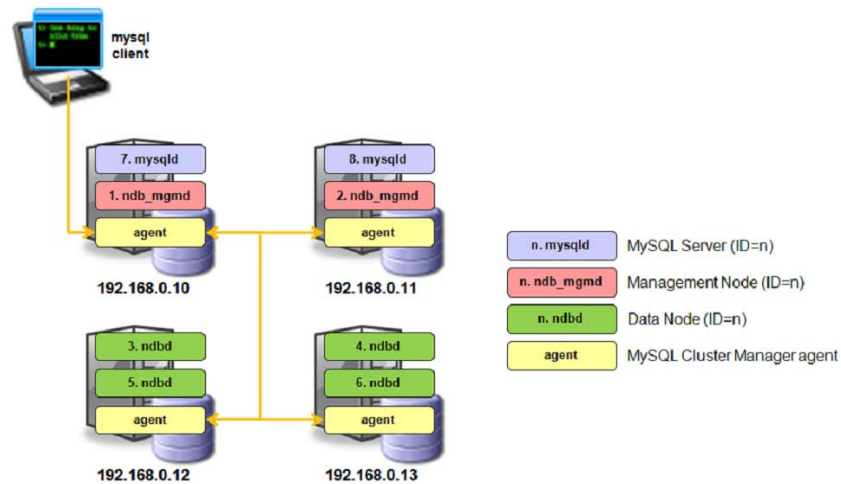 mysql
client
7. mysqld
1. ndb_mgmd
agent
192.168.0.10
8. mysqld
2. ndb_mgmd
agent
192.168.0.11
3. ndbd
5. ndbd
agent
192.168.0.12
4. ndbd
6. ndbd
agent
192.168.0.13
n. mysqld MySQL Server (ID=n)
n. ndb_mgmd Management Node (ID=n)
n. ndbd Data Node (ID=n)
agent MySQL Cluster Manager agent